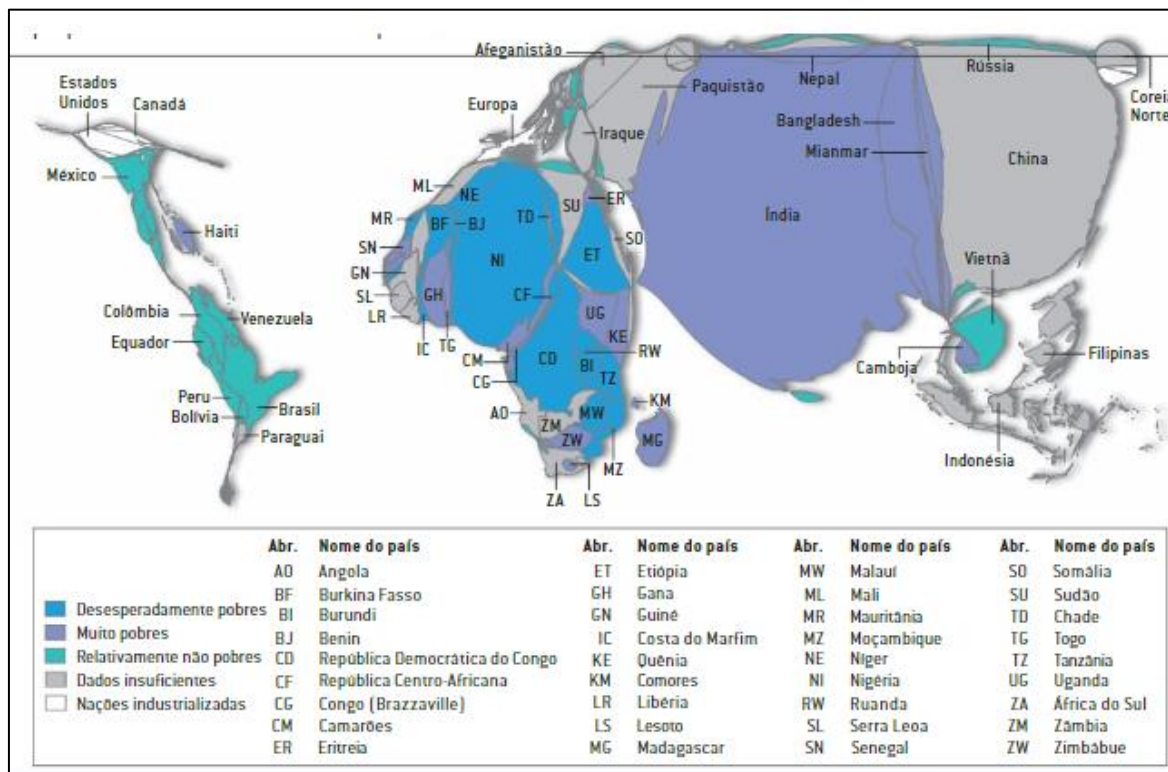 Estados
Unidos
Canadá
México
Haiti
Colômbia
Venezuela
Equador
Peru
Bolívia
Brasil
Paraguai
Afeganistão
Europa
Paquistão
Iraque
Nepal
Rússia
Coreia
Norte
Bangladesh
Mianmar
China
Índia
Vietnã
Camboja
Filipinas
Indonésia
ML
NE
MR
BF
BJ
TD
SU
ER
SO
SN
GN
NI
ET
SL
GH
CF
LR
UG
IC
TG
KE
CM
CD
BI
RW
CG
TZ
AO
MW
KM
ZM
ZW
MG
MZ
ZA
LS
Desesperadamente pobres
Muito pobres
Relativamente não pobres
Dados insuficientes
Nações industrializadas
Abr. Nome do país
AO Angola
BF Burkina Fasso
BI Burundi
BJ Benin
CD República Democrática do Congo
CF República Centro-Africana
CG Congo (Brazzaville)
CM Camarões
ER Eritreia
Abr. Nome do país
ET Etiópia
GH Gana
GN Guiné
IC Costa do Marfim
KE Quênia
KM Comores
LR Libéria
LS Lesoto
MG Madagascar
Abr. Nome do país
MW Malauí
ML Mali
MR Mauritânia
MZ Moçambique
NE Níger
NI Nigéria
RW Ruanda
SL Serra Leoa
SN Senegal
Abr. Nome do país
SO Somália
SU Sudão
TD Chade
TG Togo
TZ Tanzânia
UG Uganda
ZA África do Sul
ZM Zâmbia
ZW Zimbábue